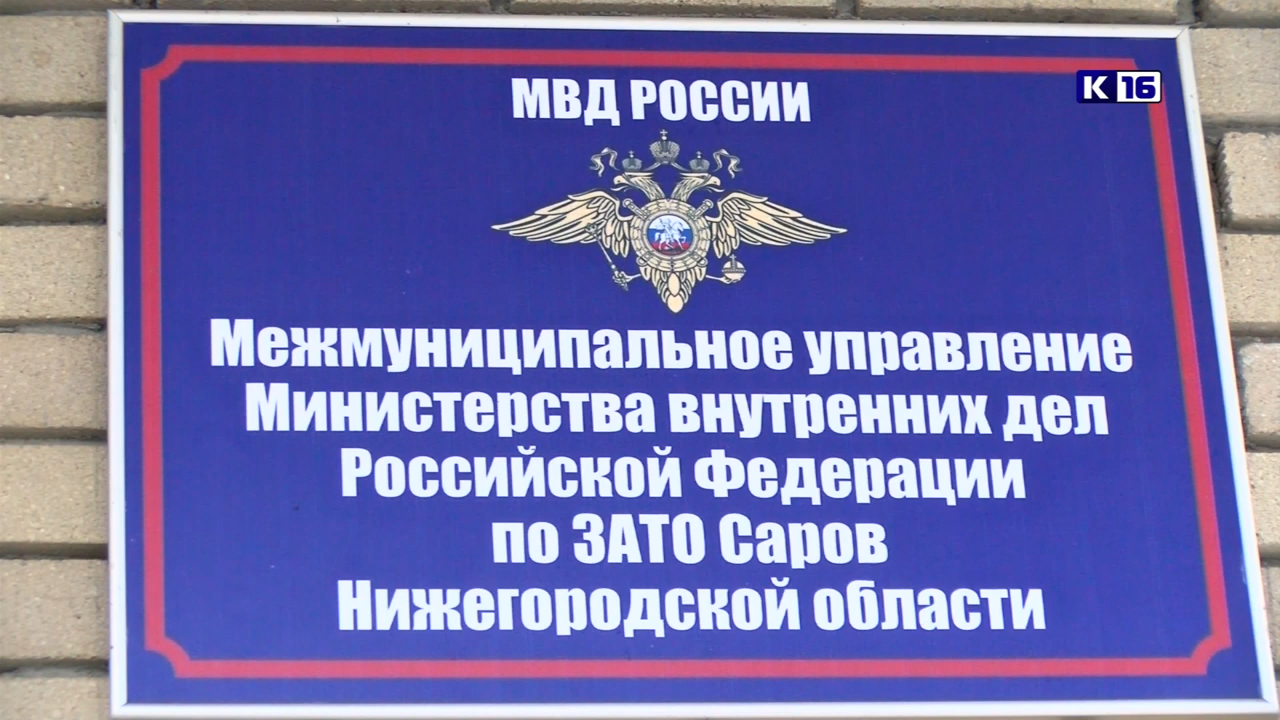 МВД РОССИИ
К 16
Межмуниципальное управление
Министерства внутренних дел
Российской Федерации
по ЗАТО Саров
Нижегородской области